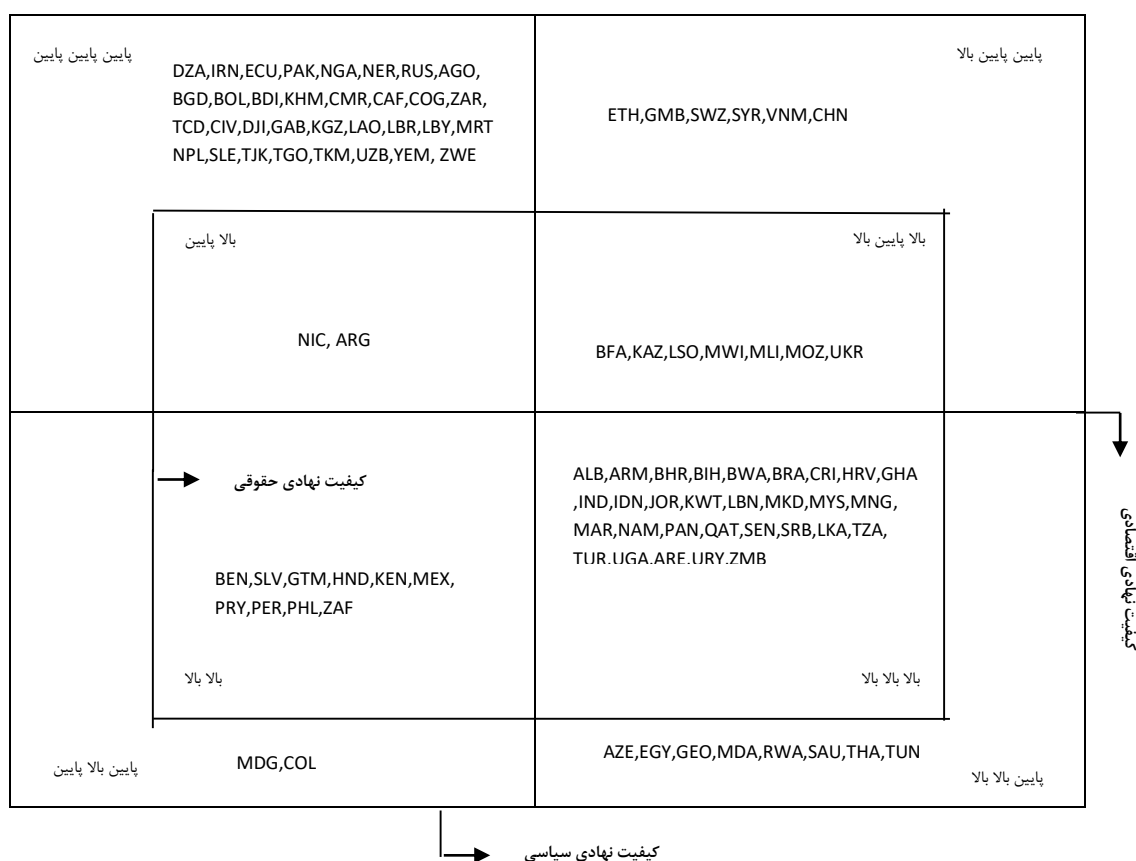 پایین پایین پایین
DZA,IRN,ECU,PAK,NGA,NER,RUS,AGO,
BGD,BOL,BDI,KHM,CMR,CAF,COG,ZAR,
TCD,CIV,DJI,GAB,KGZ,LAO,LBR,LBY,MRT
NPL,SLE,TJK,TGO,TKM,UZB,YEM, ZWE
پایین پایین بالا
ETH,GMB,SWZ,SYR,VNM,CHN
بالا پایین
NIC, ARG
بالا پایین بالا
BFA,KAZ,LSO,MWI,MLI,MOZ,UKR
کیفیت نهادی حقوقی
BEN,SLV,GTM,HND,KEN,MEX,
PRY,PER,PHL,ZAF
بالا بالا
ALB,ARM,BHR,BIH,BWA,BRA,CRI,HRV,GHA
,IND,IDN,JOR,KWT,LBN,MKD,MYS,MNG,
MAR,NAM,PAN,QAT,SEN,SRB,LKA,TZA,
TUR,UGA,ARE,URY,ZMB
بالا بالا بالا
کیفیت نهادی اقتصادی
پایین بالا پایین
MDG,COL
AZE,EGY,GEO,MDA,RWA,SAU,THA,TUN
پایین بالا بالا
کیفیت نهادی سیاسی